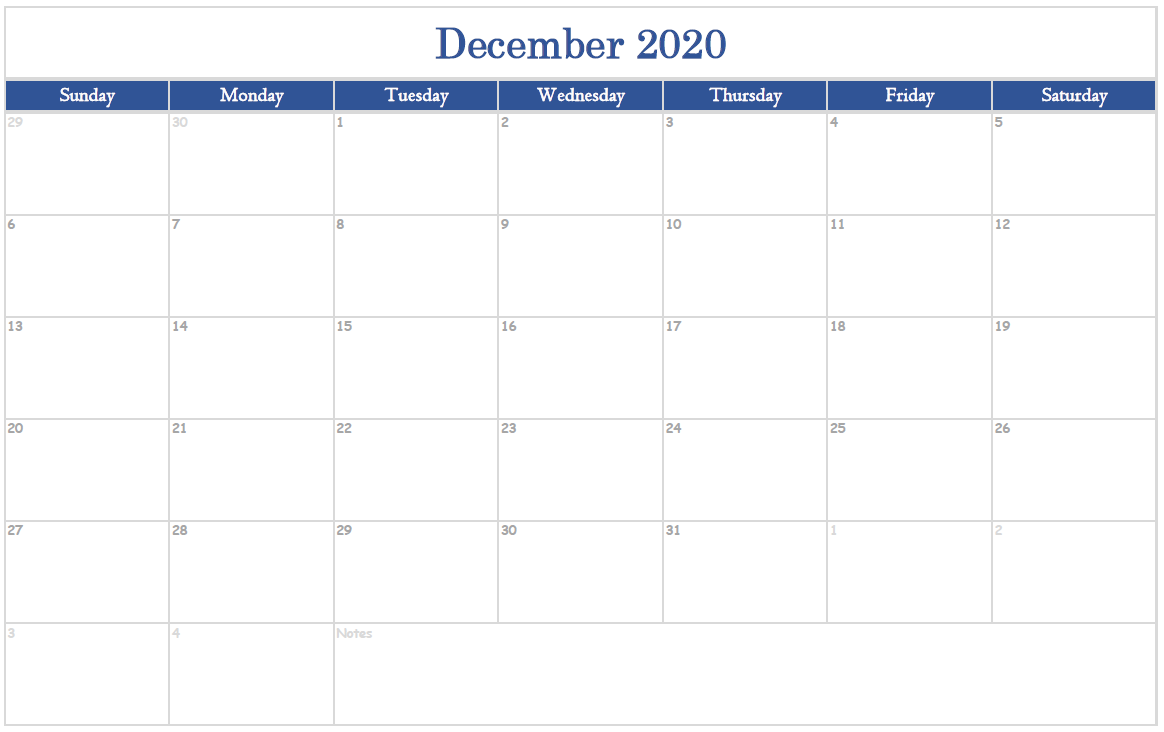 December 2020
Sunday Monday Tuesday Wednesday Thursday Friday Saturday
29 30 1 2 3 4 5
6 7 8 9 10 11 12
13 14 15 16 17 18 19
20 21 22 23 24 25 26
27 28 29 30 31 1 2
3 4 Notes